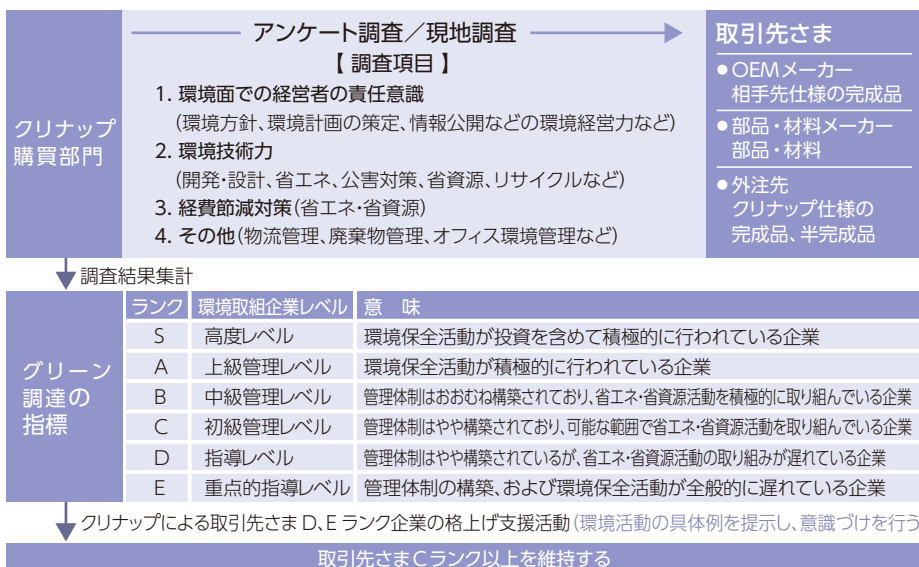 クリナップ
購買部門
アンケート調査／現地調査
【 調査項目 】
1. 環境面での経営者の責任意識
(環境方針、環境計画の策定、情報公開などの環境経営力など)
2. 環境技術力
(開発・設計、省エネ、公害対策、省資源、リサイクルなど)
3. 経費節減対策(省エネ・省資源)
4. その他(物流管理、廃棄物管理、オフィス環境管理など)
取引先さま
●OEMメーカー
相手先仕様の完成品
●部品・材料メーカー
部品・材料
●外注先
クリナップ仕様の
完成品、半完成品
調査結果集計
グリーン
調達の
指標
ランク 環境取組企業レベル 意 味
S 高度レベル 環境保全活動が投資を含めて積極的に行われている企業
A 上級管理レベル 環境保全活動が積極的に行われている企業
B 中級管理レベル 管理体制はおおむね構築されており、省エネ・省資源活動を積極的に取り組んでいる企業
C 初級管理レベル 管理体制はやや構築されており、可能な範囲で省エネ・省資源活動を取り組んでいる企業
D 指導レベル 管理体制はやや構築されているが、省エネ・省資源活動の取り組みが遅れている企業
E 重点的指導レベル 管理体制の構築、および環境保全活動が全般的に遅れている企業
クリナップによる取引先さま D、E ランク企業の格上げ支援活動(環境活動の具体例を提示し、意識づけを行う
取引先さまCランク以上を維持する